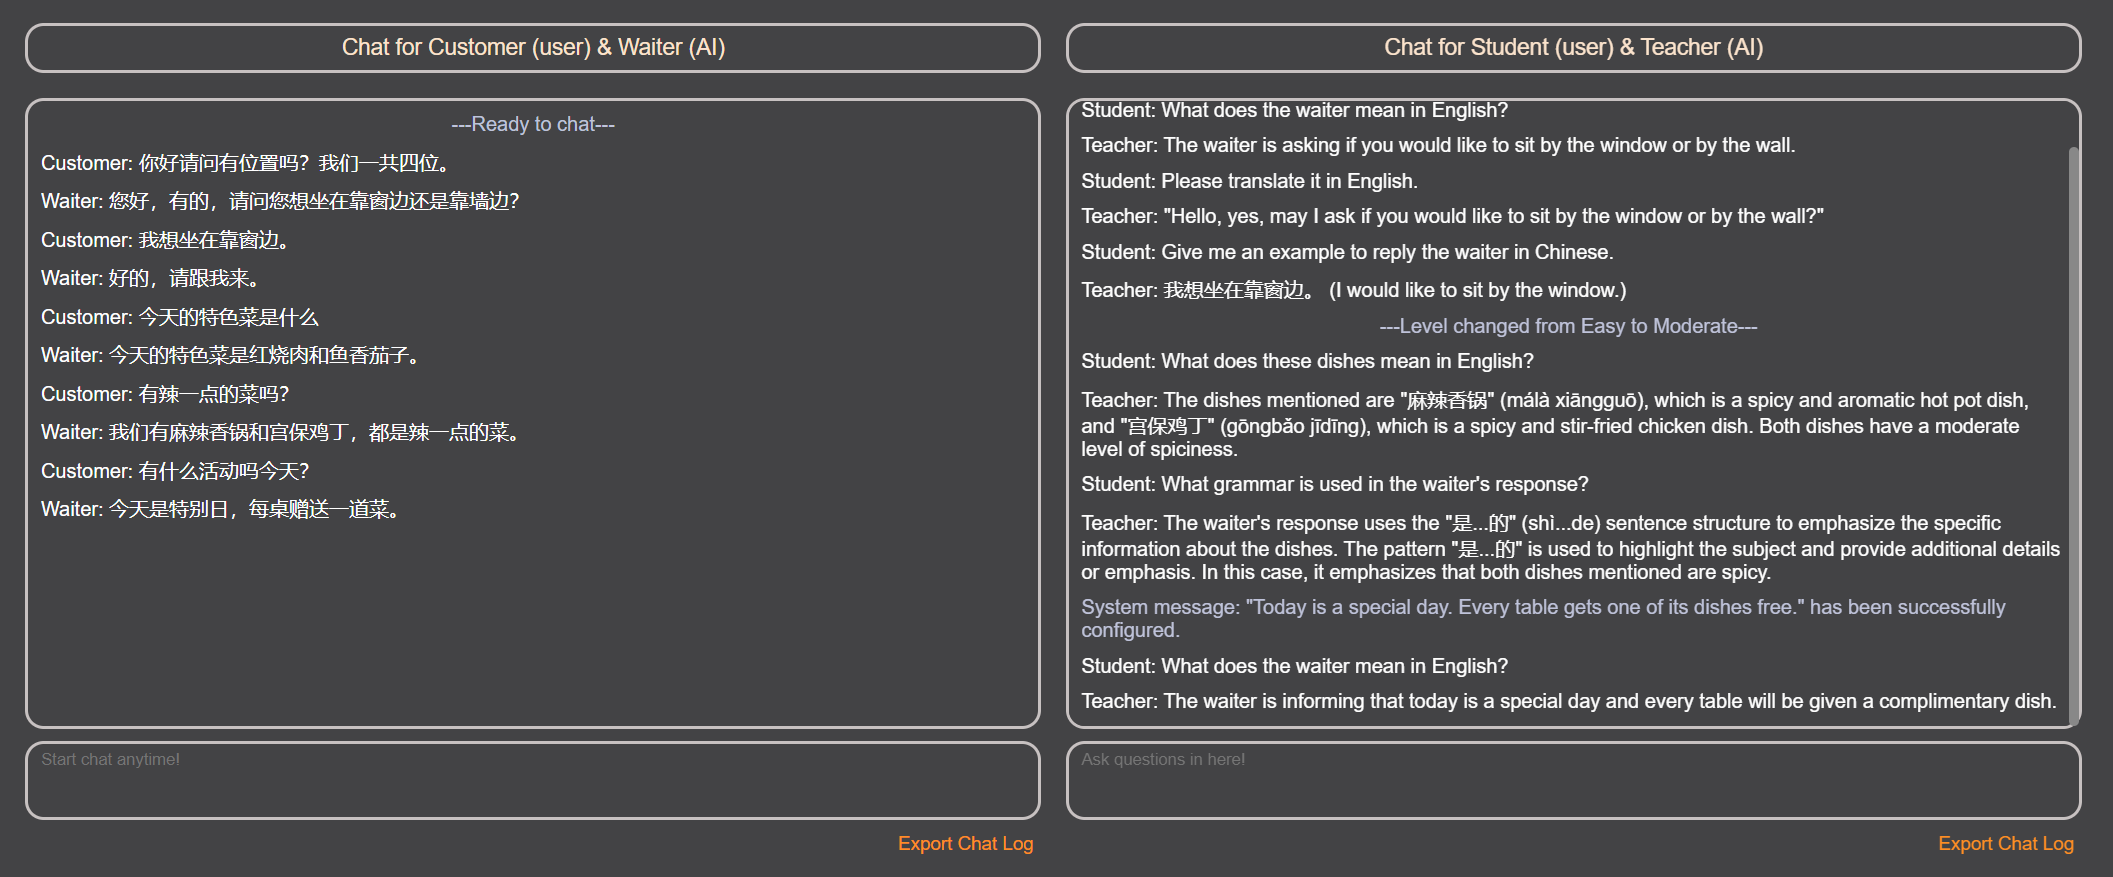 Chat for Customer (user) & Waiter (AI)
---Ready to chat---
Customer: 你好请问有位置吗？我们一共四位。
Waiter: 您好，有的，请问您想坐在靠窗边还是靠墙边？
Customer: 我想坐在靠窗边。
Waiter: 好的，请跟我来。
Customer: 今天的特色菜是什么
Waiter: 今天的特色菜是红烧肉和鱼香茄子。
Customer: 有辣一点的菜吗？
Waiter: 我们有麻辣香锅和宫保鸡丁，都是辣一点的菜。
Customer: 有什么活动吗今天？
Waiter: 今天是特别日，每桌赠送一道菜。
Start chat anytime!
Export Chat Log
Chat for Student (user) & Teacher (AI)
Student: What does the waiter mean in English?
Teacher: The waiter is asking if you would like to sit by the window or by the wall.
Student: Please translate it in English.
Teacher: "Hello, yes, may I ask if you would like to sit by the window or by the wall?"
Student: Give me an example to reply the waiter in Chinese.
Teacher: 我想坐在靠窗边。 (I would like to sit by the window.)
---Level changed from Easy to Moderate---
Student: What does these dishes mean in English?
Teacher: The dishes mentioned are "麻辣香锅" (málà xiāngguō), which is a spicy and aromatic hot pot dish,
and "宫保鸡丁" (gōngbǎo jīdīng), which is a spicy and stir-fried chicken dish. Both dishes have a moderate
level of spiciness.
Student: What grammar is used in the waiter's response?
Teacher: The waiter's response uses the "是...的" (shì...de) sentence structure to emphasize the specific
information about the dishes. The pattern "是...的" is used to highlight the subject and provide additional details
or emphasis. In this case, it emphasizes that both dishes mentioned are spicy.
System message: "Today is a special day. Every table gets one of its dishes free." has been successfully
configured.
Student: What does the waiter mean in English?
Teacher: The waiter is informing that today is a special day and every table will be given a complimentary dish.
Ask questions in here!
Export Chat Log